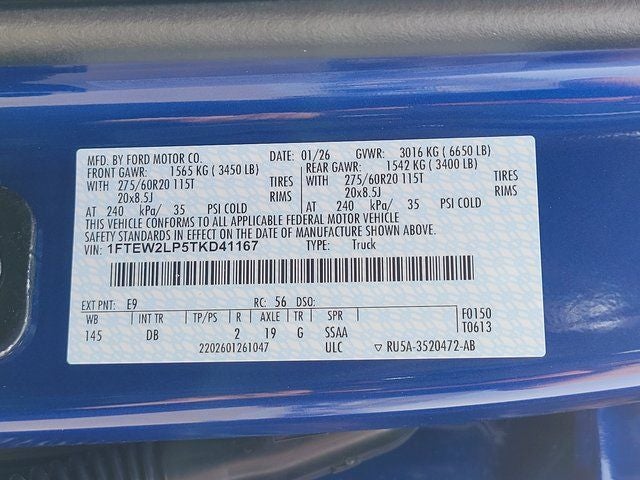 MFD. BY FORD MOTOR CO. DATE: 01/26 GVWR: 3016 KG ( 6650 LB)
FRONT GAWR: 1565 KG ( 3450 LB) REAR GAWR: 1542 KG ( 3400 LB)
WITH 275/60R20 115T TIRES WITH 275/60R20 115T TIRES
20x8.5J RIMS 20x8.5J RIMS
AT 240 kPa/ 35 PSI COLD AT 240 kPa/ 35 PSI COLD
THIS VEHICLE CONFORMS TO ALL APPLICABLE FEDERAL MOTOR VEHICLE
SAFETY STANDARDS IN EFFECT ON THE DATE OF MANUFACTURE SHOWN ABOVE.
VIN: 1FTEW2LP5TKD41167 TYPE: Truck
EXT PNT: E9 RC: 56 DSO:
WB INT TR TP/PS R AXLE TR SPR F0150
145 DB 2 19 G SSAA T0613
2202601261047 ULC ▽ RU5A-3520472-AB